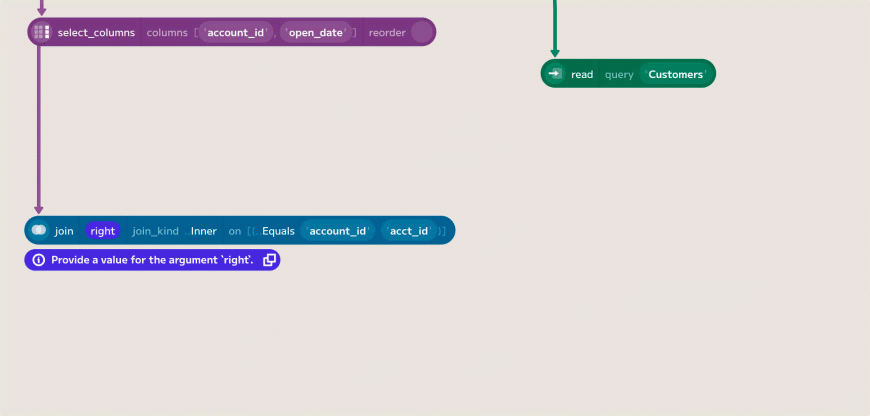 select_columns columns ['account_id', 'open_date'] reorder
read query 'Customers'
join right join_kind ..Inner on [(..Equals 'account_id' 'acct_id')]
Provide a value for the argument `right`.